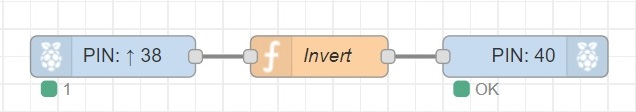 PIN: ↑ 38
Invert
PIN: 40
1
OK